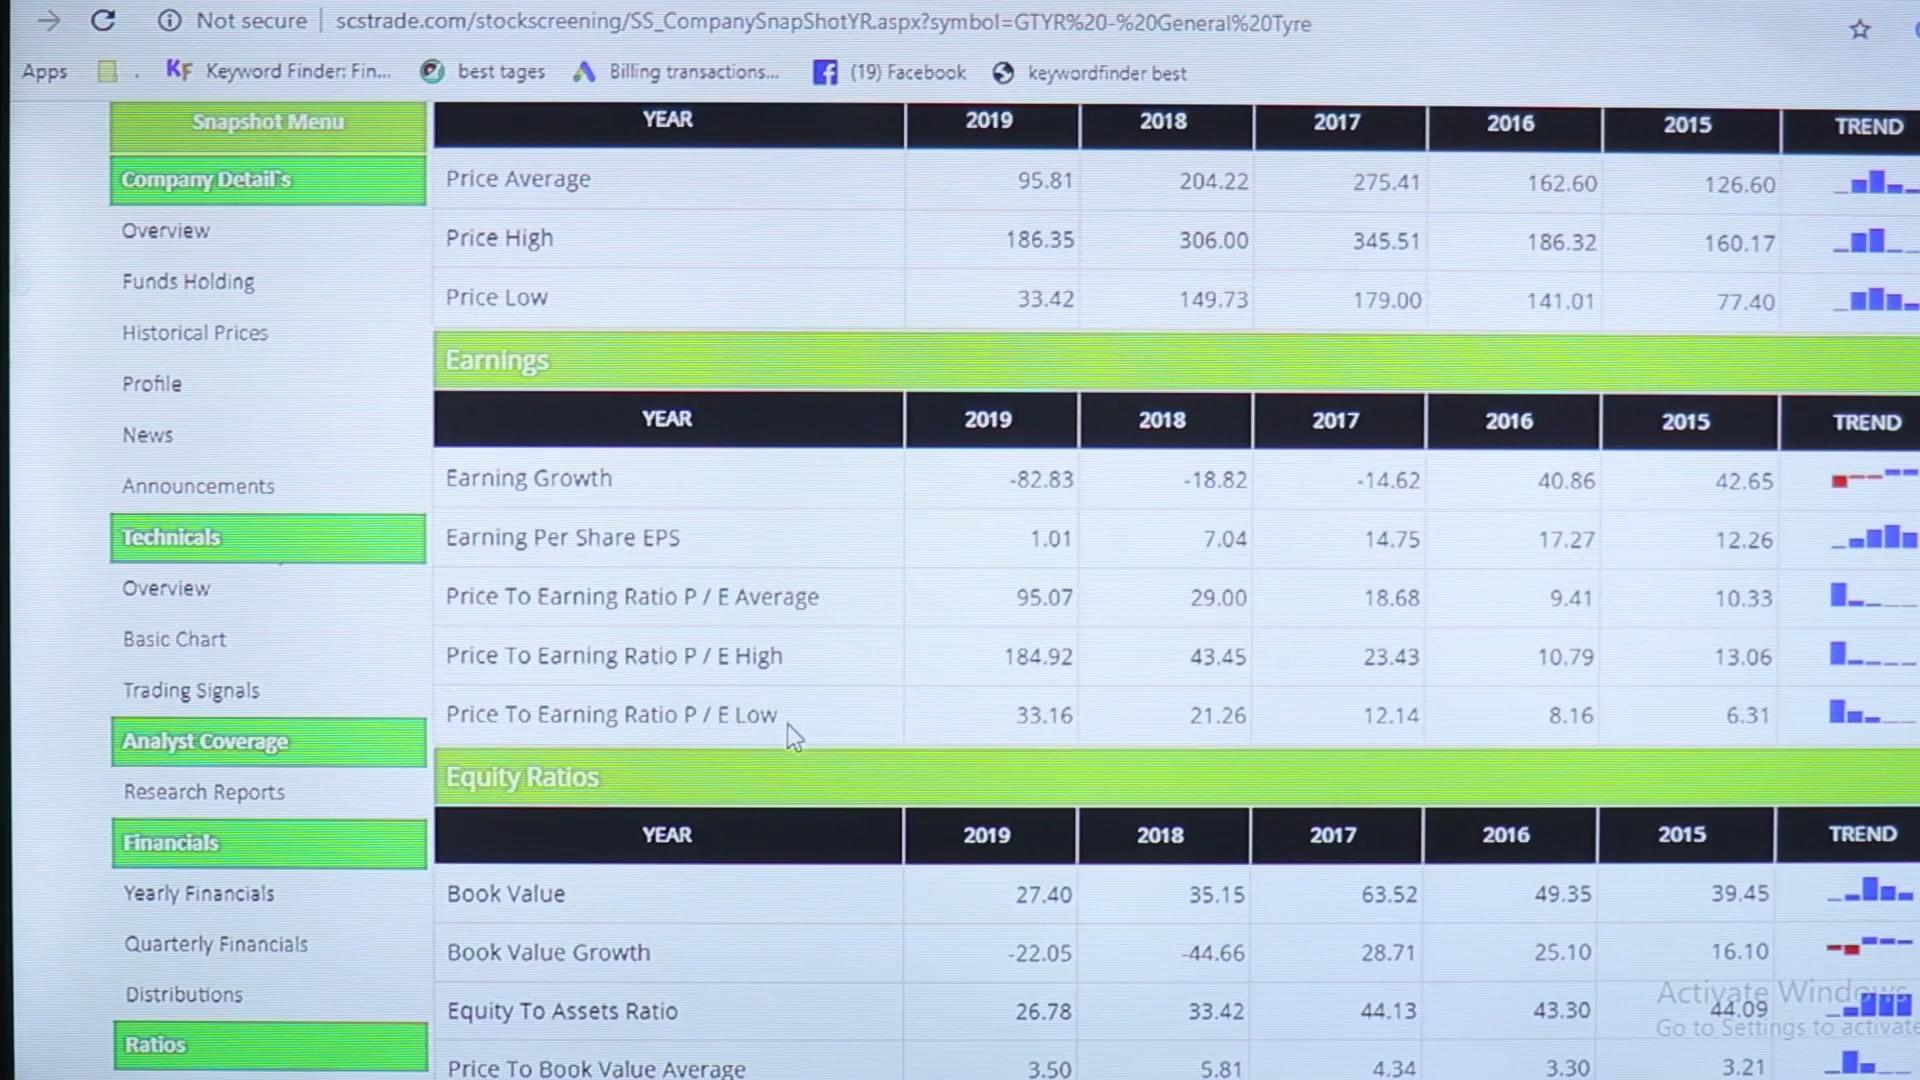 Not secure | scstrade.com/stockscreening/SS_CompanySnapShotYR.aspx?symbol=GTYR%20-%20General%20Tyre
Apps . KF Keyword Finder: Fin... best tages Billing transactions... (19) Facebook keywordfinder best
Snapshot Menu
Company Detail`s
Overview
Funds Holding
Historical Prices
Profile
News
Announcements
Technicals
Overview
Basic Chart
Trading Signals
Analyst Coverage
Research Reports
Financials
Yearly Financials
Quarterly Financials
Distributions
Ratios
YEAR 2019 2018 2017 2016 2015 TREND
Price Average 95.81 204.22 275.41 162.60 126.60
Price High 186.35 306.00 345.51 186.32 160.17
Price Low 33.42 149.73 179.00 141.01 77.40
Earnings
YEAR 2019 2018 2017 2016 2015 TREND
Earning Growth -82.83 -18.82 -14.62 40.86 42.65
Earning Per Share EPS 1.01 7.04 14.75 17.27 12.26
Price To Earning Ratio P / E Average 95.07 29.00 18.68 9.41 10.33
Price To Earning Ratio P / E High 184.92 43.45 23.43 10.79 13.06
Price To Earning Ratio P / E Low 33.16 21.26 12.14 8.16 6.31
Equity Ratios
YEAR 2019 2018 2017 2016 2015 TREND
Book Value 27.40 35.15 63.52 49.35 39.45
Book Value Growth -22.05 -44.66 28.71 25.10 16.10
Equity To Assets Ratio 26.78 33.42 44.13 43.30 44.09
Price To Book Value Average 3.50 5.81 4.34 3.30 3.21
Activate Windows
Go to Settings to activate